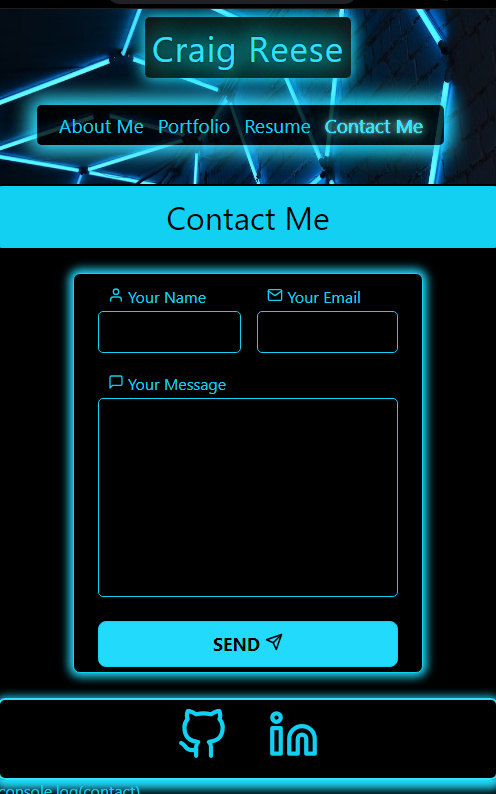 Craig Reese
About Me Portfolio Resume Contact Me
Contact Me
Your Name Your Email
Your Message
SEND
in
console.log(contact)